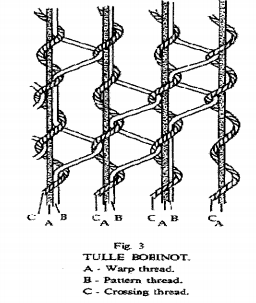 C A B C A B C A B C A
Fig. 3
TULLE BOBINOT.
A - Warp thread.
B - Pattern thread.
C - Crossing thread.